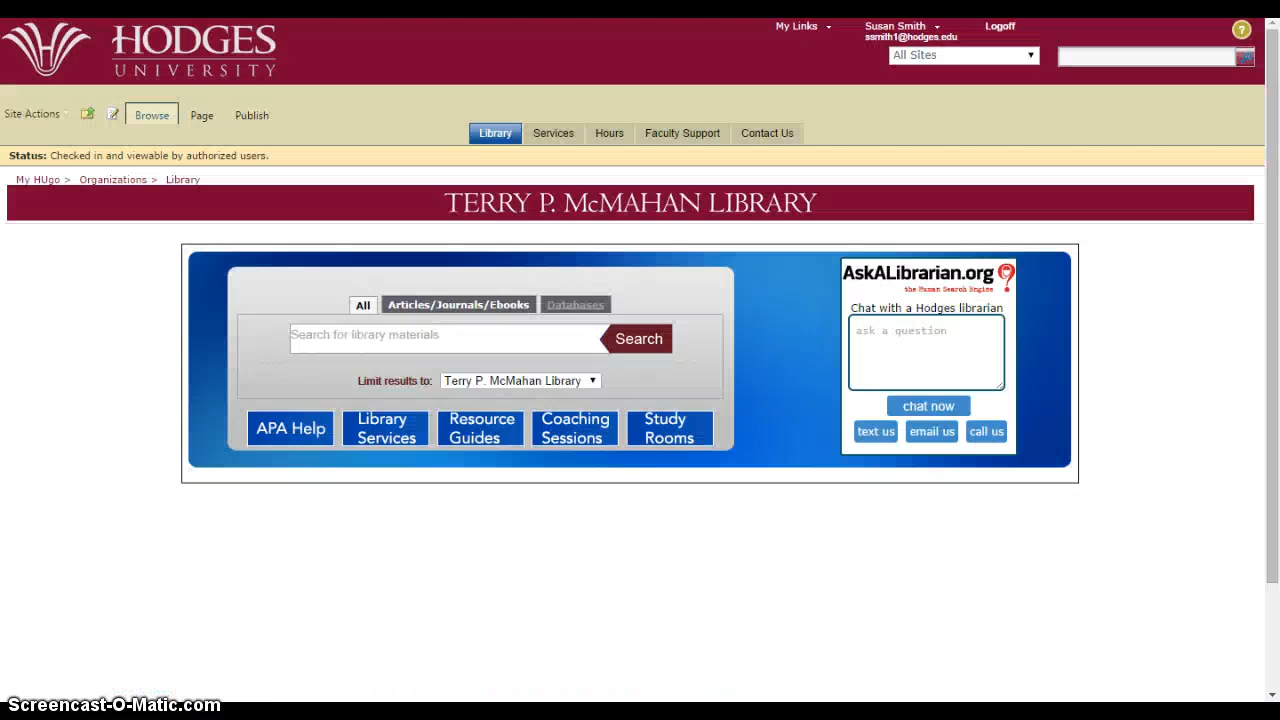 HODGES
UNIVERSITY
My Links
Susan Smith
ssmith1@hodges.edu
Logoff
?
All Sites
Site Actions
Browse
Page
Publish
Library
Services
Hours
Faculty Support
Contact Us
Status: Checked in and viewable by authorized users.
My HUgo > Organizations > Library
TERRY P. McMAHAN LIBRARY
All
Articles/Journals/Ebooks
Databases
Search for library materials
Search
Limit results to:
Terry P. McMahan Library
APA Help
Library
Services
Resource
Guides
Coaching
Sessions
Study
Rooms
AskALibrarian.org
the Human Search Engine
Chat with a Hodges librarian
ask a question
chat now
text us
email us
call us
Screencast-O-Matic.com